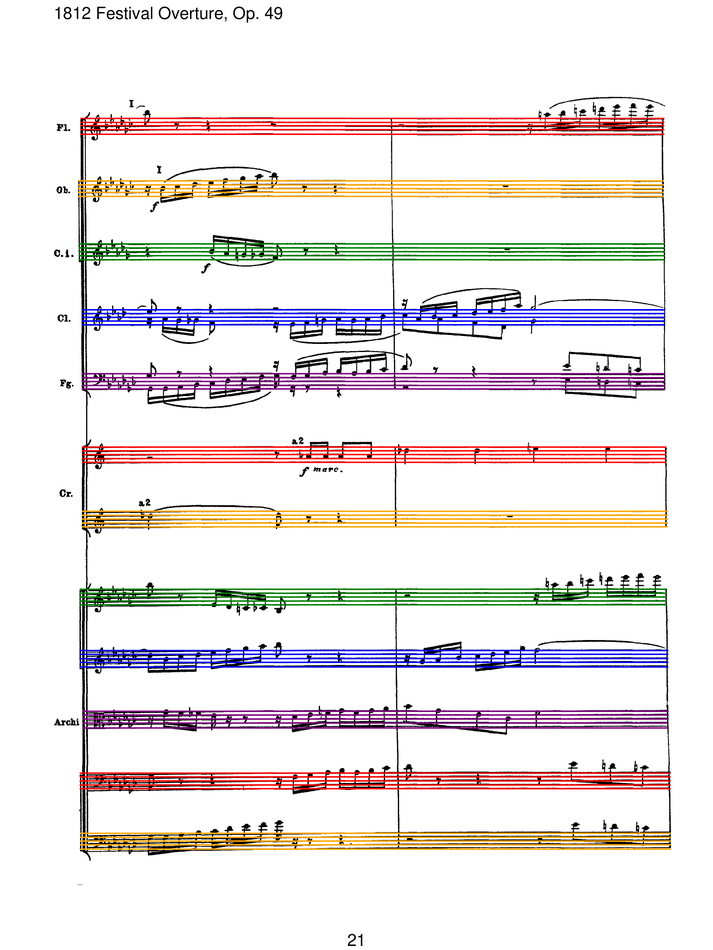 1812 Festival Overture, Op. 49
I
Fl.
I
Ob.
f
C.i.
f
Cl.
Fg.
a2
f marc.
Cr.
a2
Archi
21